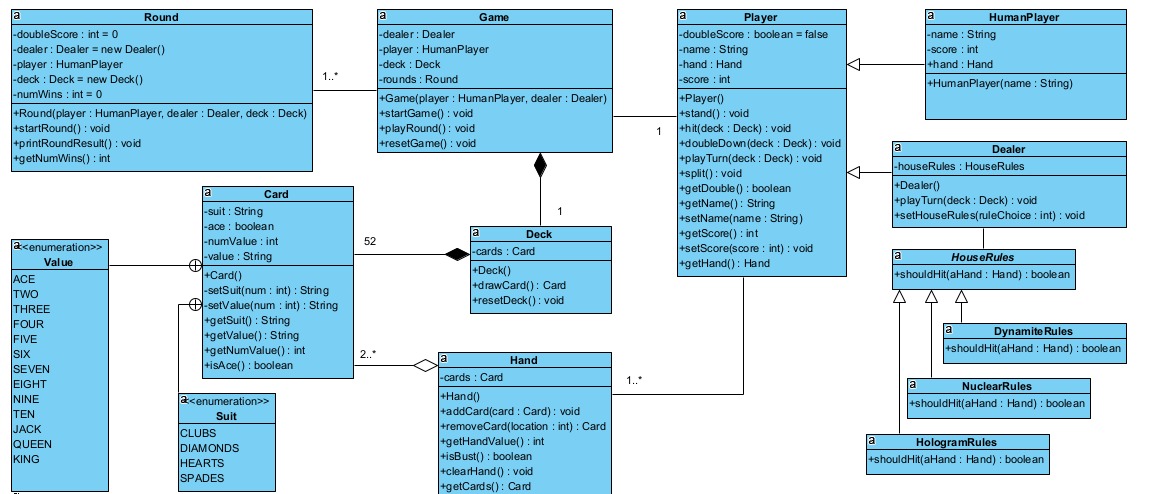 a
Round
-doubleScore : int = 0
-dealer : Dealer = new Dealer()
-player : HumanPlayer
-deck : Deck = new Deck()
-numWins : int = 0
+Round(player : HumanPlayer, dealer : Dealer, deck : Deck)
+startRound() : void
+printRoundResult() : void
+getNumWins() : int
1..*
a
Game
-dealer : Dealer
-player : HumanPlayer
-deck : Deck
-rounds : Round
+Game(player : HumanPlayer, dealer : Dealer)
+startGame() : void
+playRound() : void
+resetGame() : void
1
a
Player
-doubleScore : boolean = false
-name : String
-hand : Hand
-score : int
+Player()
+stand() : void
+hit(deck : Deck) : void
+doubleDown(deck : Deck) : void
+playTurn(deck : Deck) : void
+split() : void
+getDouble() : boolean
+getName() : String
+setName(name : String)
+getScore() : int
+setScore(score : int) : void
+getHand() : Hand
a
HumanPlayer
-name : String
-score : int
+hand : Hand
+HumanPlayer(name : String)
a
Dealer
-houseRules : HouseRules
+Dealer()
+playTurn(deck : Deck) : void
+setHouseRules(ruleChoice : int) : void
a
HouseRules
+shouldHit(aHand : Hand) : boolean
a
DynamiteRules
+shouldHit(aHand : Hand) : boolean
a
NuclearRules
+shouldHit(aHand : Hand) : boolean
a
HologramRules
+shouldHit(aHand : Hand) : boolean
a
Card
-suit : String
-ace : boolean
-numValue : int
-value : String
+Card()
-setSuit(num : int) : String
-setValue(num : int) : String
+getSuit() : String
+getValue() : String
+getNumValue() : int
+isAce() : boolean
52
1
a
Deck
-cards : Card
+Deck()
+drawCard() : Card
+resetDeck() : void
a
<<enumeration>>
Value
ACE
TWO
THREE
FOUR
FIVE
SIX
SEVEN
EIGHT
NINE
TEN
JACK
QUEEN
KING
a
<<enumeration>>
Suit
CLUBS
DIAMONDS
HEARTS
SPADES
2..*
a
Hand
-cards : Card
+Hand()
+addCard(card : Card) : void
+removeCard(location : int) : Card
+getHandValue() : int
+isBust() : boolean
+clearHand() : void
+getCards() : Card
1..*